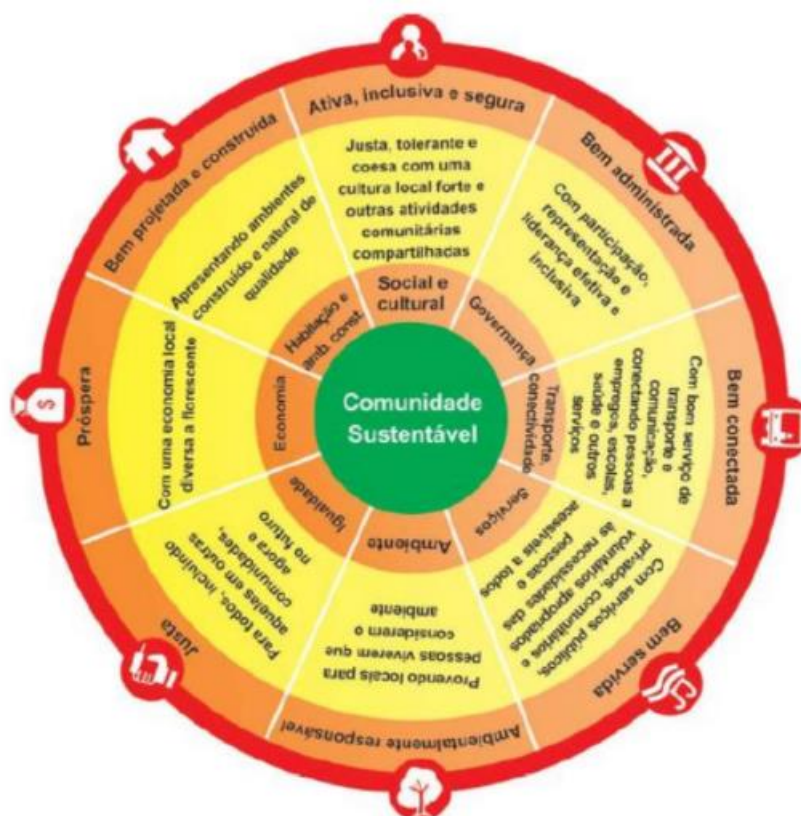 Comunidade
Sustentável
Ativa, inclusiva e segura
Justa, tolerante e
coesa com uma
cultura local forte e
outras atividades
comunitárias
compartilhadas
Social e
cultural
Bem administrada
Com participação,
representação e
liderança efetiva e
inclusiva
Governança
Bem conectada
Com bom serviço de
transporte e
comunicação,
conectando pessoas a
empregos, escolas,
saúde e outros
serviços
Transporte,
conectividade
Bem servida
Com serviços públicos,
privados, comunitários e
voluntários apropriados
às necessidades das
pessoas e
acessíveis a todos
Serviços
Ambientalmente responsável
Provendo locais para
pessoas viverem que
considerem o
ambiente
Ambiente
Justa
Para todos, incluindo
aqueles em outras
comunidades,
agora e
no futuro
Igualdade
Próspera
Com uma economia local
diversa a florescente
Economia
Bem projetada e construída
Apresentando ambientes
construído e natural de
qualidade
Habitação e
amb. const.
$